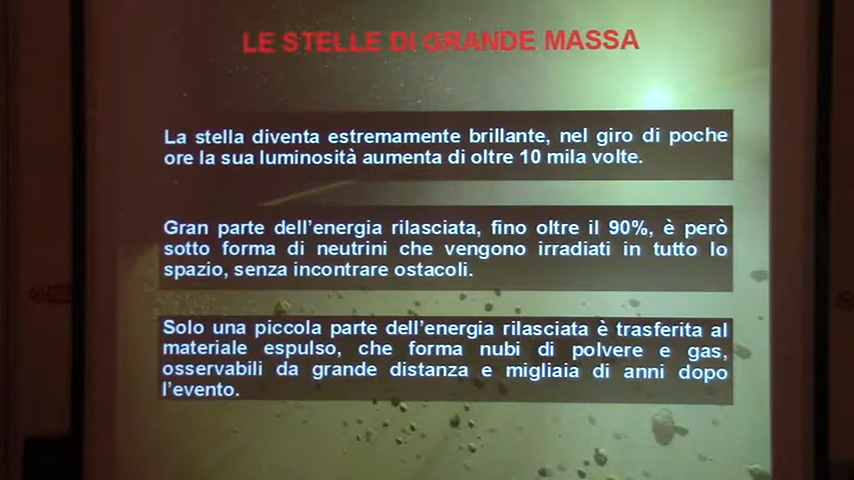 LE STELLE DI GRANDE MASSA
La stella diventa estremamente brillante, nel giro di poche
ore la sua luminosità aumenta di oltre 10 mila volte.
Gran parte dell'energia rilasciata, fino oltre il 90%, è però
sotto forma di neutrini che vengono irradiati in tutto lo
spazio, senza incontrare ostacoli.
Solo una piccola parte dell'energia rilasciata è trasferita al
materiale espulso, che forma nubi di polvere e gas,
osservabili da grande distanza e migliaia di anni dopo
l'evento.